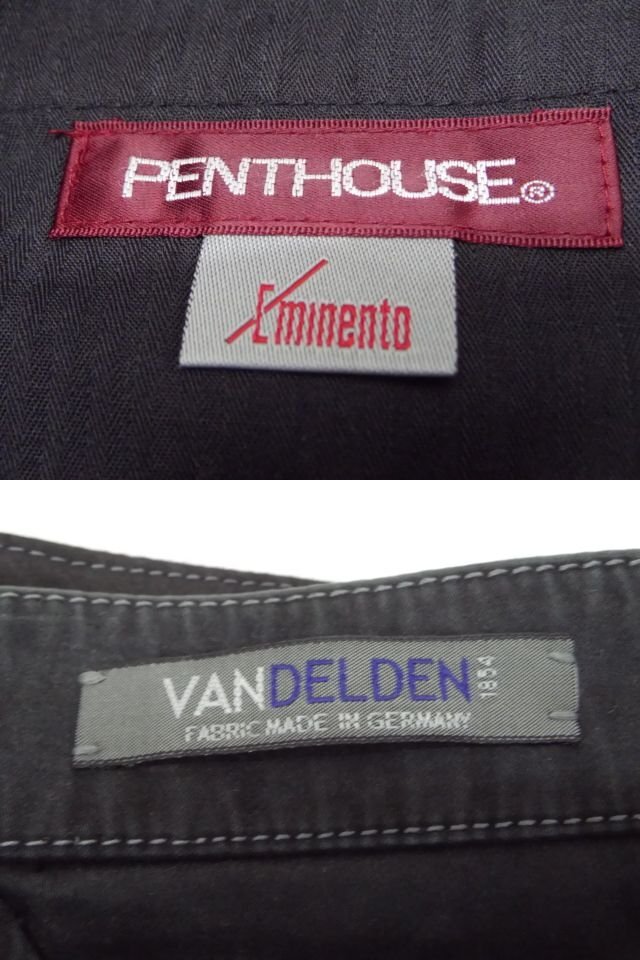 PENTHOUSE®
Eminento
VANDELDEN 1854
FABRIC MADE IN GERMANY